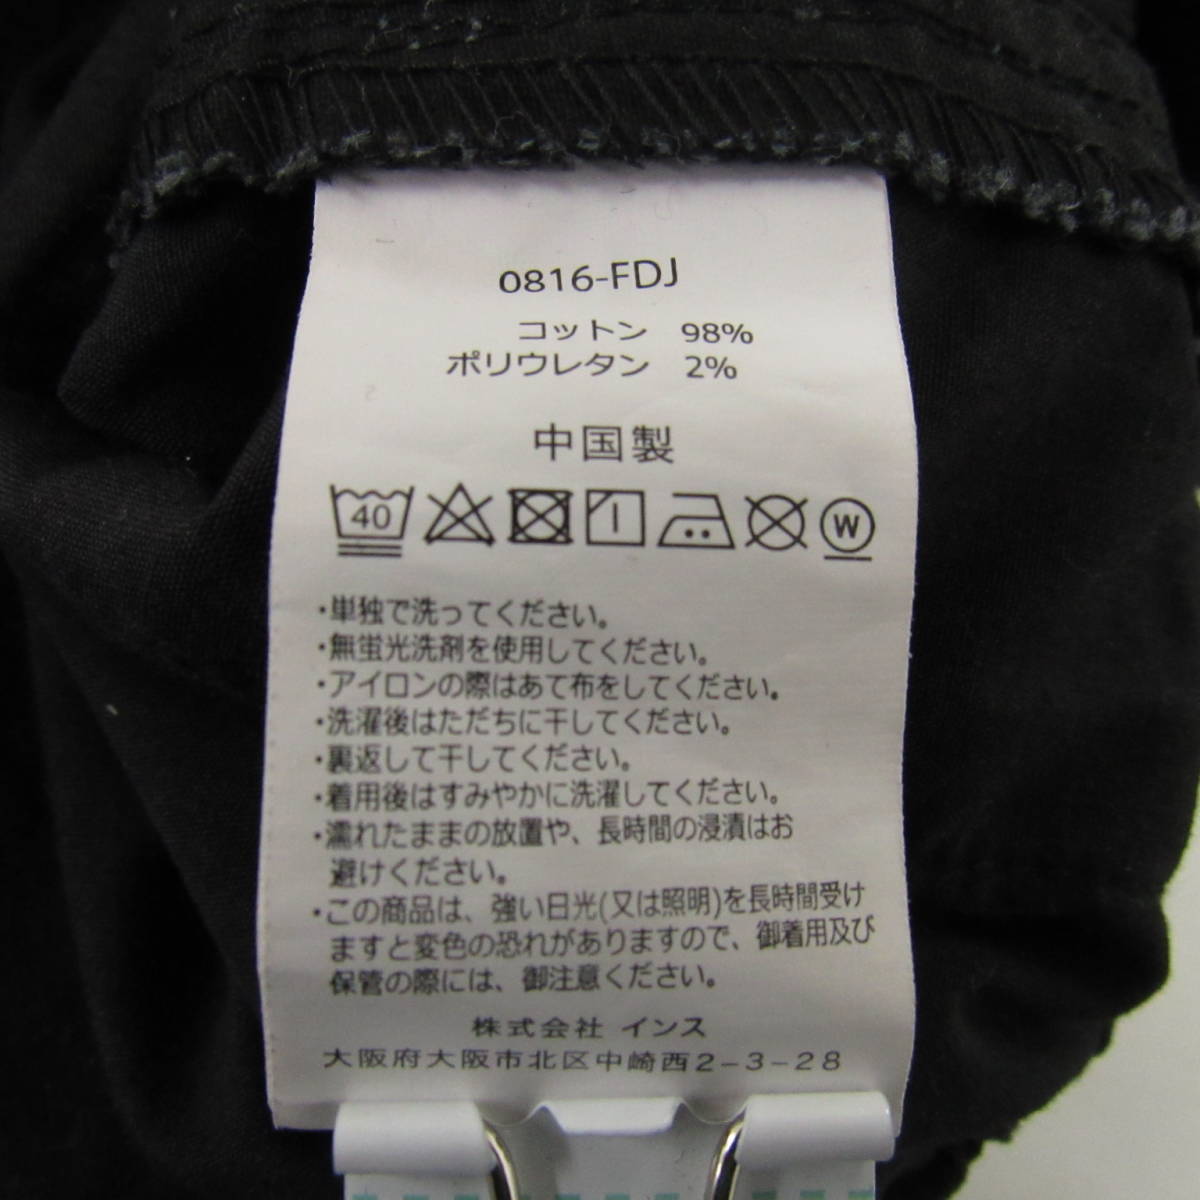 0816-FDJ
コットン 98%
ポリウレタン 2%
中国製
40 W
・単独で洗ってください。
・無蛍光洗剤を使用してください。
・アイロンの際はあて布をしてください。
・洗濯後はただちに干してください。
・裏返して干してください。
・着用後はすみやかに洗濯してください。
・濡れたままの放置や、長時間の浸漬はお
避けください。
・この商品は、強い日光(又は照明)を長時間受け
ますと変色の恐れがありますので、御着用及び
保管の際には、御注意ください。
株式会社 インス
大阪府大阪市北区中崎西2-3-28